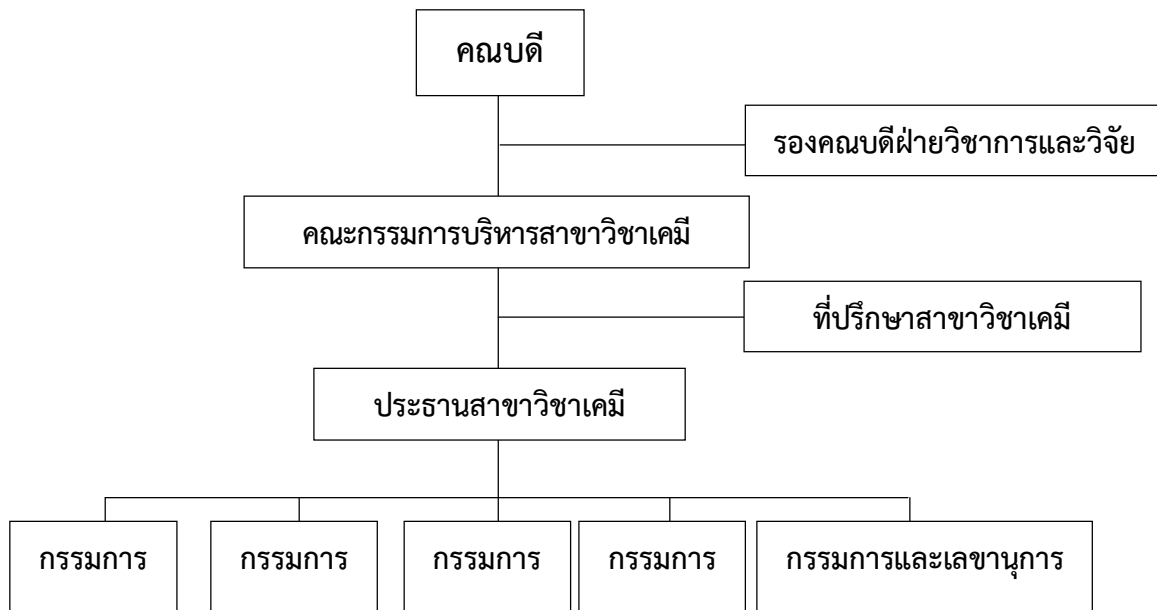 คณบดี
รองคณบดีฝ่ายวิชาการและวิจัย
คณะกรรมการบริหารสาขาวิชาเคมี
ที่ปรึกษาสาขาวิชาเคมี
ประธานสาขาวิชาเคมี
กรรมการ
กรรมการ
กรรมการ
กรรมการ
กรรมการและเลขานุการ